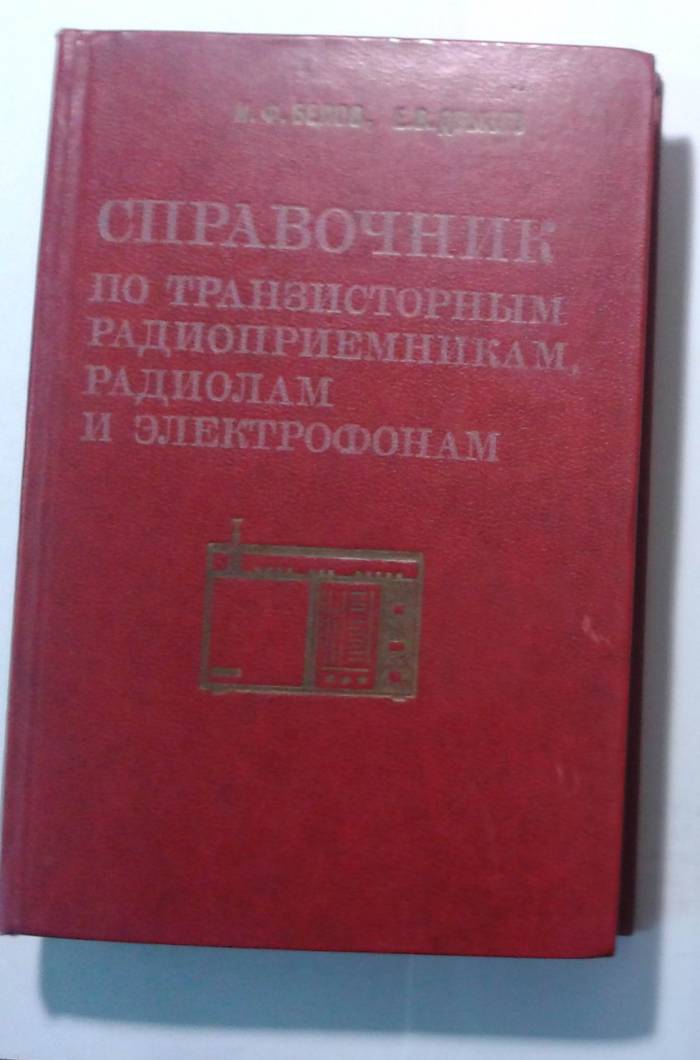 И. Ф. БЕЛОВ, Е.В.
СПРАВОЧНИК
ПО ТРАНЗИСТОРНЫМ
РАДИОПРИЕМНИКАМ,
РАДИОЛАМ
И ЭЛЕКТРОФОНАМ